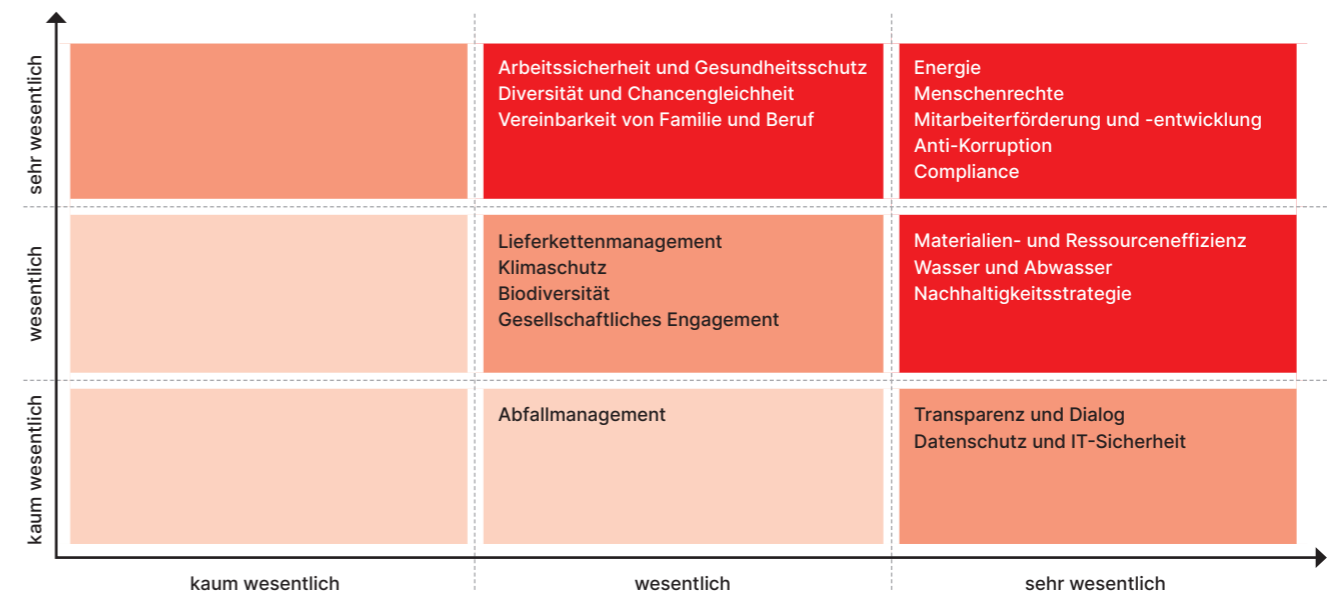 sehr wesentlich
Arbeitssicherheit und Gesundheitsschutz
Diversität und Chancengleichheit
Vereinbarkeit von Familie und Beruf
Energie
Menschenrechte
Mitarbeiterförderung und -entwicklung
Anti-Korruption
Compliance
wesentlich
Lieferkettenmanagement
Klimaschutz
Biodiversität
Gesellschaftliches Engagement
Materialien- und Ressourceneffizienz
Wasser und Abwasser
Nachhaltigkeitsstrategie
kaum wesentlich
Abfallmanagement
Transparenz und Dialog
Datenschutz und IT-Sicherheit
kaum wesentlich
wesentlich
sehr wesentlich